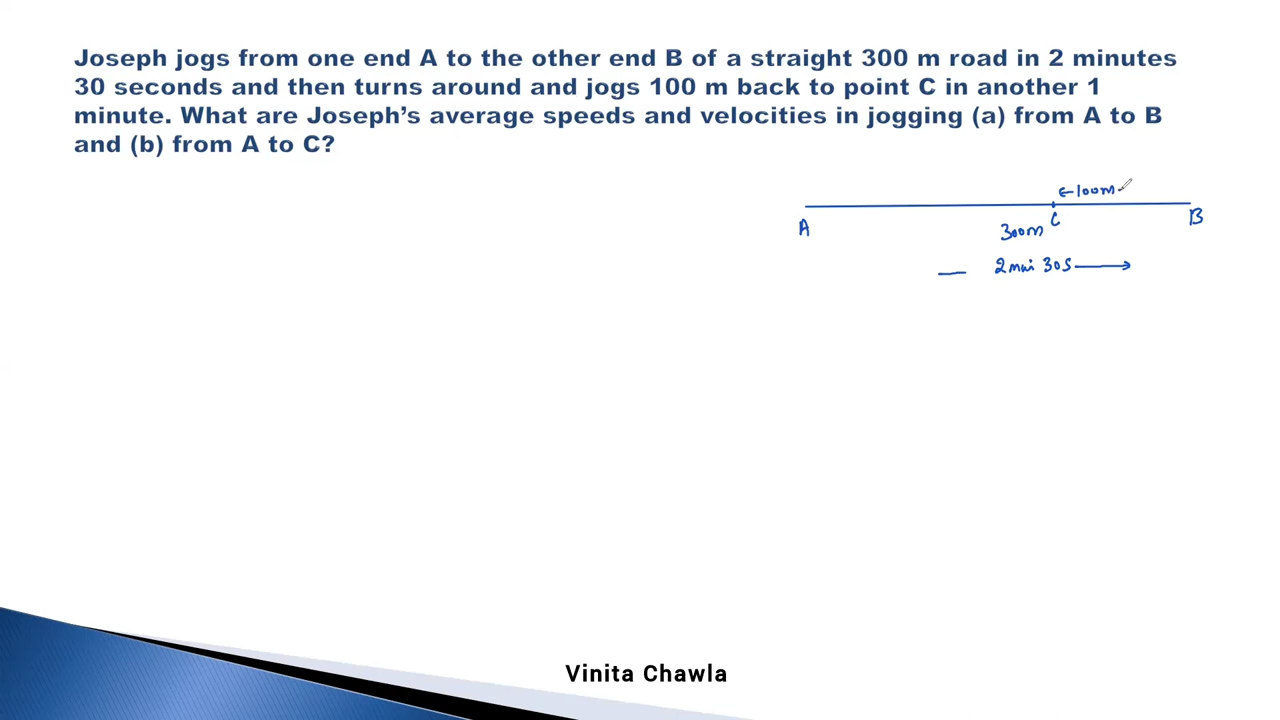 Joseph jogs from one end A to the other end B of a straight 300 m road in 2 minutes
30 seconds and then turns around and jogs 100 m back to point C in another 1
minute. What are Joseph's average speeds and velocities in jogging (a) from A to B
and (b) from A to C?
←100m
A C B
300m
2 min 30s →
Vinita Chawla